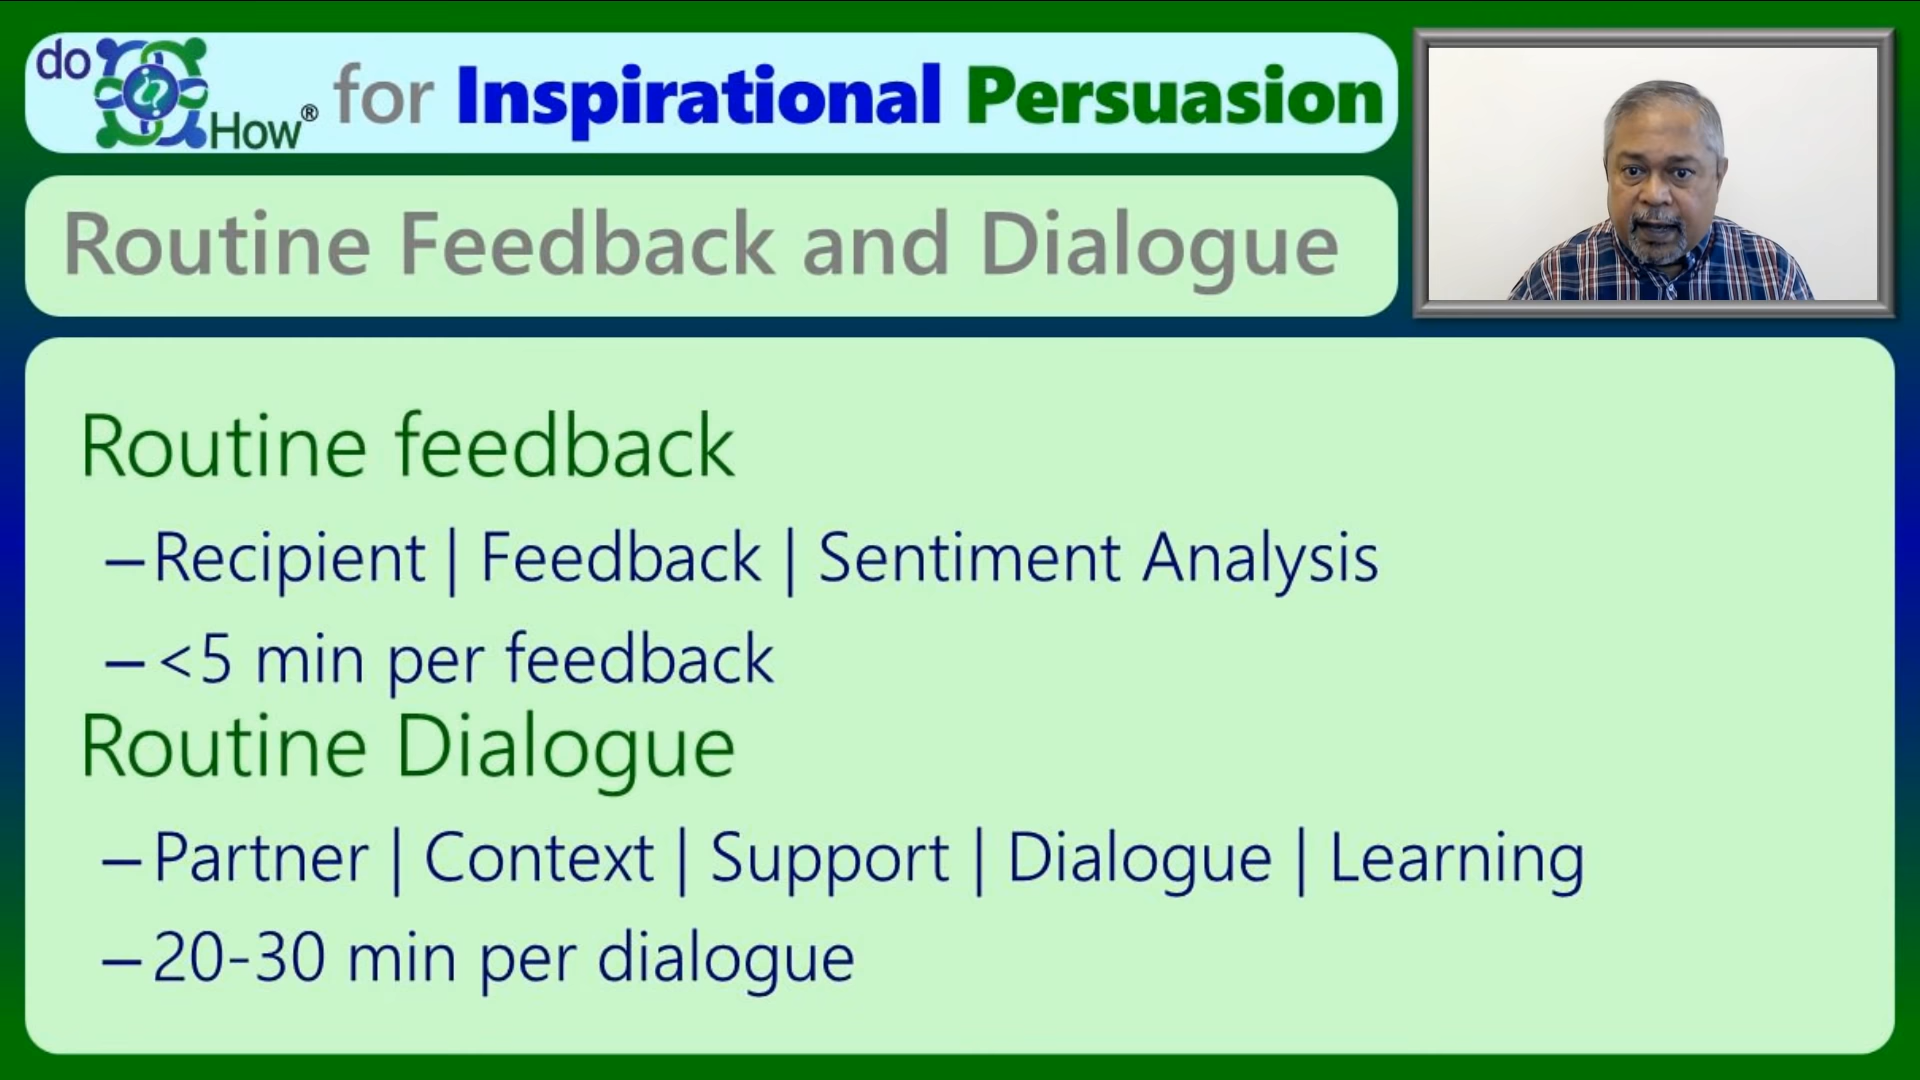 do How® for Inspirational Persuasion
Routine Feedback and Dialogue
Routine feedback
–Recipient | Feedback | Sentiment Analysis
–<5 min per feedback
Routine Dialogue
–Partner | Context | Support | Dialogue | Learning
–20-30 min per dialogue